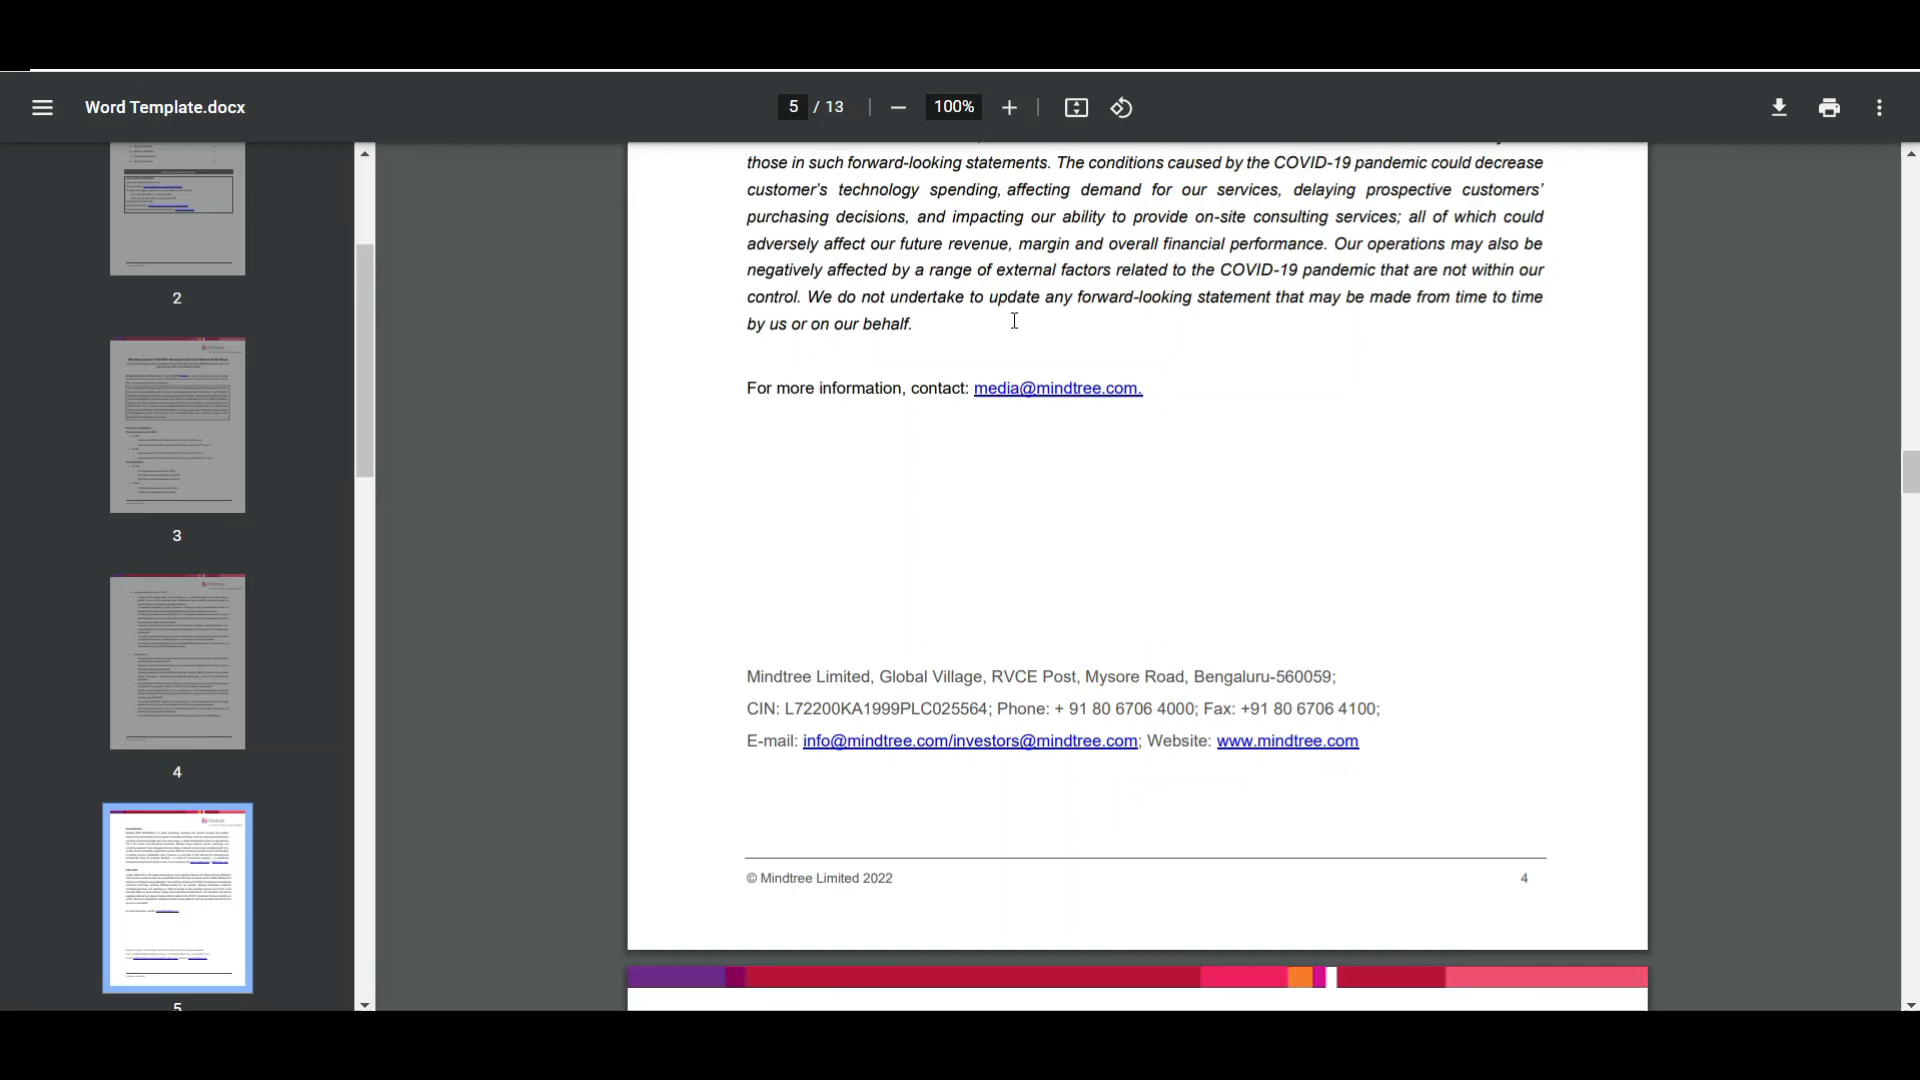 Word Template.docx
5 / 13
100%
those in such forward-looking statements. The conditions caused by the COVID-19 pandemic could decrease
customer's technology spending, affecting demand for our services, delaying prospective customers'
purchasing decisions, and impacting our ability to provide on-site consulting services; all of which could
adversely affect our future revenue, margin and overall financial performance. Our operations may also be
negatively affected by a range of external factors related to the COVID-19 pandemic that are not within our
control. We do not undertake to update any forward-looking statement that may be made from time to time
by us or on our behalf.
For more information, contact: media@mindtree.com.
Mindtree Limited, Global Village, RVCE Post, Mysore Road, Bengaluru-560059;
CIN: L72200KA1999PLC025564; Phone: + 91 80 6706 4000; Fax: +91 80 6706 4100;
E-mail: info@mindtree.com/investors@mindtree.com; Website: www.mindtree.com
© Mindtree Limited 2022
4
2
3
4
5